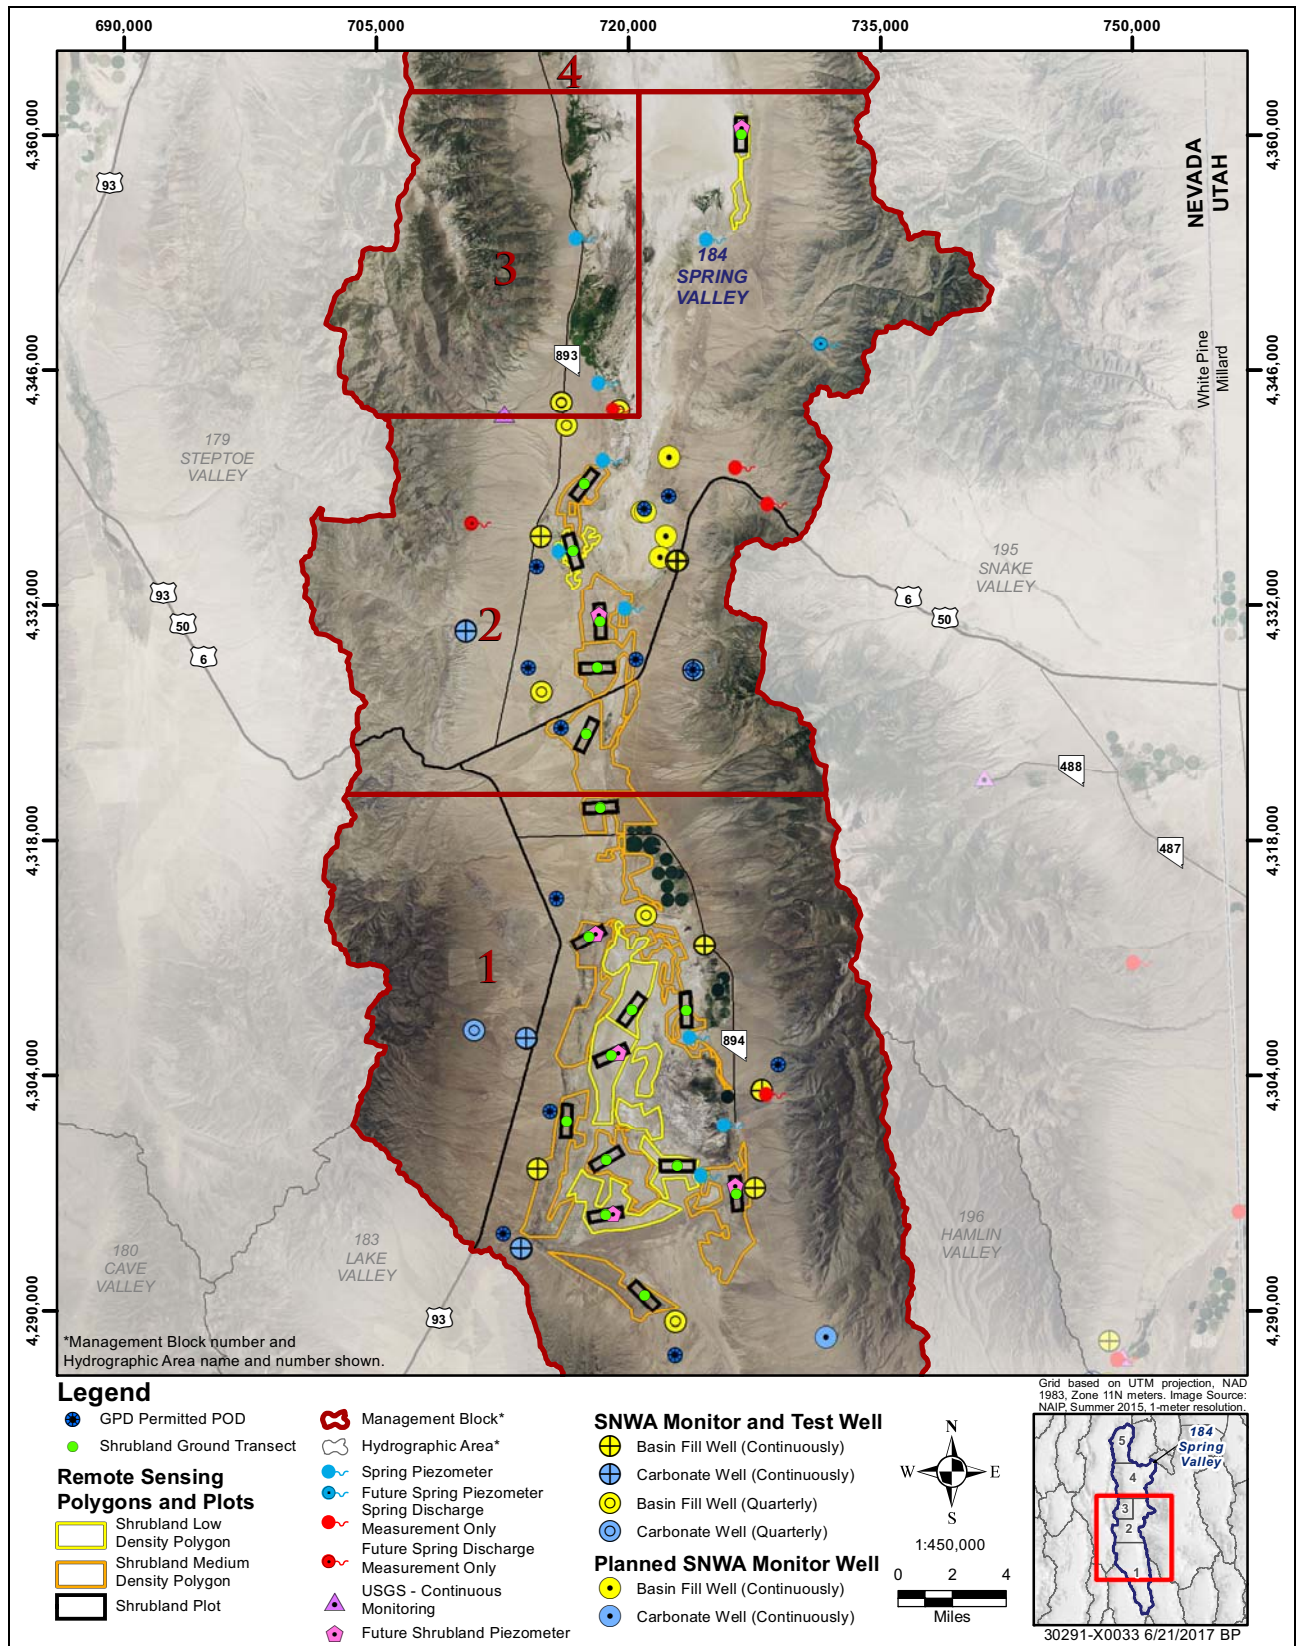 690,000 705,000 720,000 735,000 750,000
4,360,000
4,360,000
4
93
NEVADA
UTAH
3
184
SPRING
VALLEY
893
4,346,000
4,346,000
White Pine
Millard
179
STEPTOE
VALLEY
195
SNAKE
VALLEY
93
50
6
6
50
4,332,000
4,332,000
2
488
487
4,318,000
4,318,000
1
894
4,304,000
4,304,000
180
CAVE
VALLEY
183
LAKE
VALLEY
196
HAMLIN
VALLEY
93
4,290,000
4,290,000
*Management Block number and
Hydrographic Area name and number shown.
Legend
GPD Permitted POD
Shrubland Ground Transect
Remote Sensing
Polygons and Plots
Shrubland Low
Density Polygon
Shrubland Medium
Density Polygon
Shrubland Plot
Management Block*
Hydrographic Area*
Spring Piezometer
Future Spring Piezometer
Spring Discharge
Measurement Only
Future Spring Discharge
Measurement Only
USGS - Continuous
Monitoring
Future Shrubland Piezometer
SNWA Monitor and Test Well
Basin Fill Well (Continuously)
Carbonate Well (Continuously)
Basin Fill Well (Quarterly)
Carbonate Well (Quarterly)
Planned SNWA Monitor Well
Basin Fill Well (Continuously)
Carbonate Well (Continuously)
N
W E
S
1:450,000
0 2 4
Miles
Grid based on UTM projection, NAD
1983, Zone 11N meters. Image Source:
NAIP, Summer 2015, 1-meter resolution.
184
Spring
Valley
5
4
3
2
1
30291-X0033 6/21/2017 BP